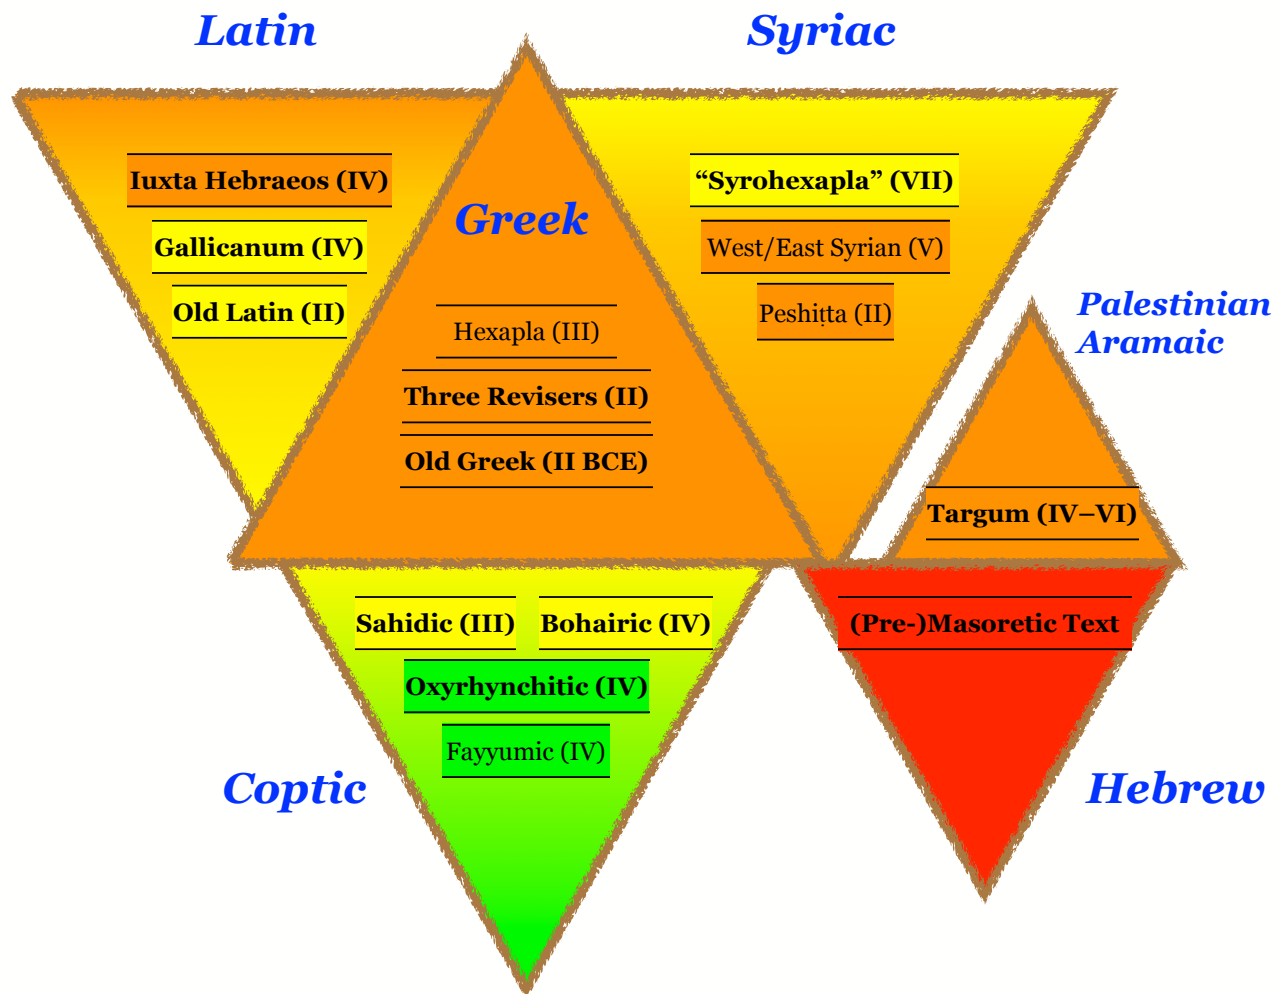 Latin
Syriac
Iuxta Hebraeos (IV)
Gallicanum (IV)
Old Latin (II)
Greek
Hexapla (III)
Three Revisers (II)
Old Greek (II BCE)
“Syrohexapla” (VII)
West/East Syrian (V)
Peshiṭta (II)
Palestinian
Aramaic
Targum (IV–VI)
Sahidic (III)
Bohairic (IV)
Oxyrhynchitic (IV)
Fayyumic (IV)
(Pre-)Masoretic Text
Coptic
Hebrew